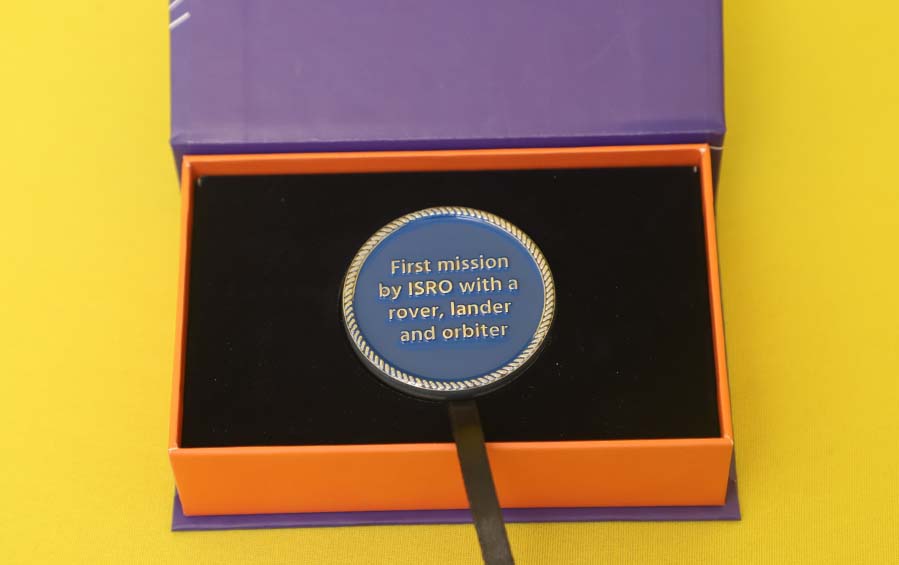 First mission
by ISRO with a
rover, lander
and orbiter